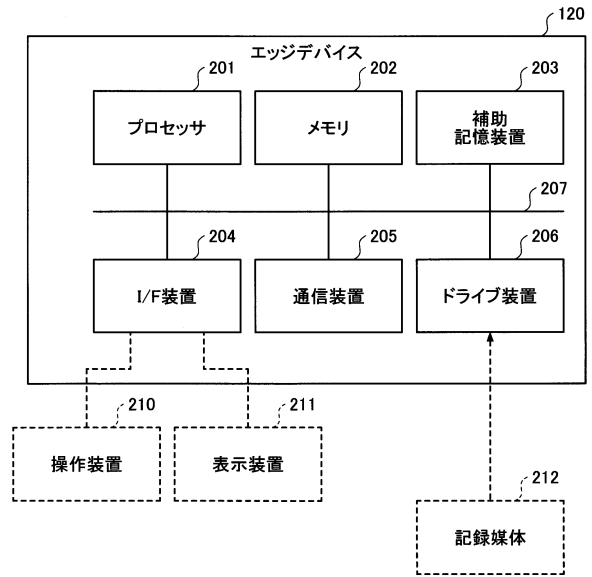 120
エッジデバイス
201
202
203
プロセッサ
メモリ
補助
記憶装置
207
204
205
206
I/F装置
通信装置
ドライブ装置
210
211
操作装置
表示装置
212
記録媒体